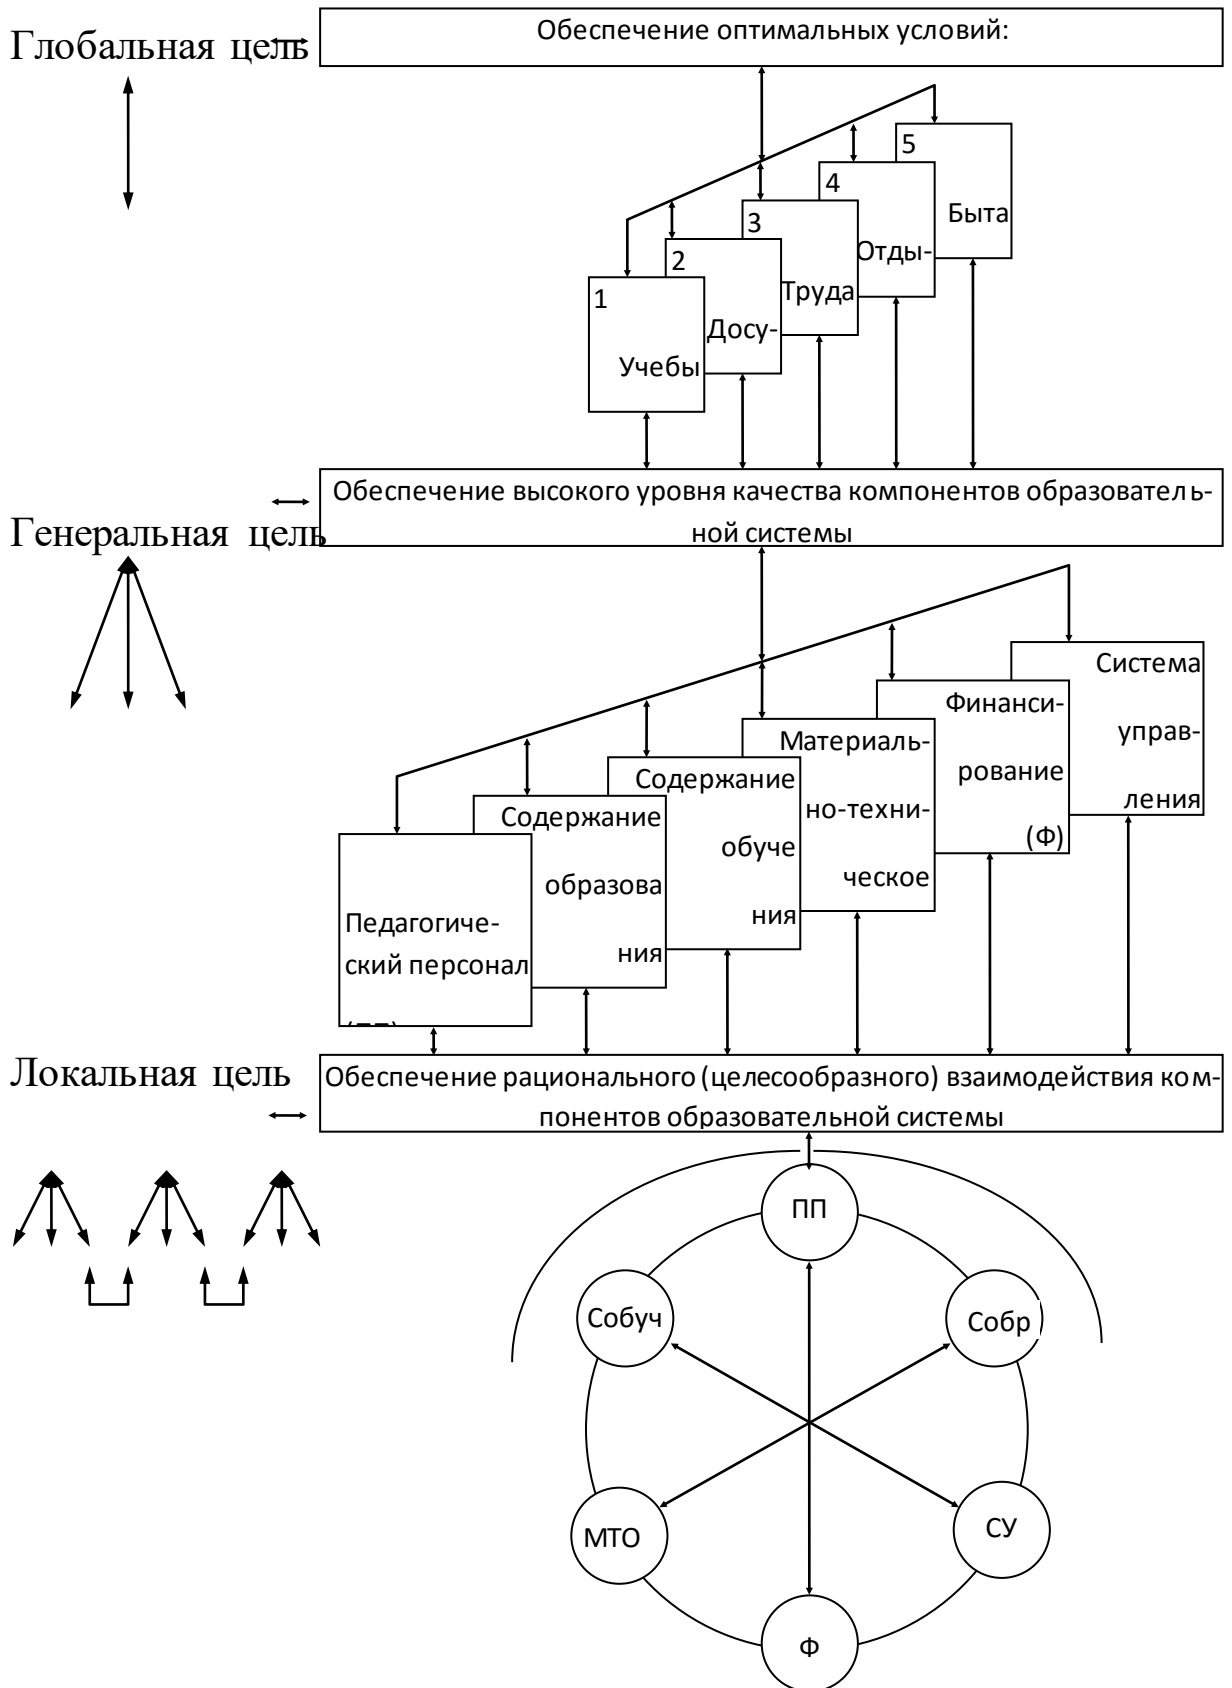 Глобальная цель
Обеспечение оптимальных условий:
5
Быта
4
Отды-
3
Труда
2
Досу-
1
Учебы
Генеральная цель
Обеспечение высокого уровня качества компонентов образователь-
ной системы
Система
управ-
ления
Финанси-
рование
(Ф)
Материаль-
но-техни-
ческое
Содержание
обуче
ния
Содержание
образова
ния
Педагогиче-
ский персонал
Локальная цель
Обеспечение рационального (целесообразного) взаимодействия ком-
понентов образовательной системы
ПП
Собуч
Собр
МТО
СУ
Ф